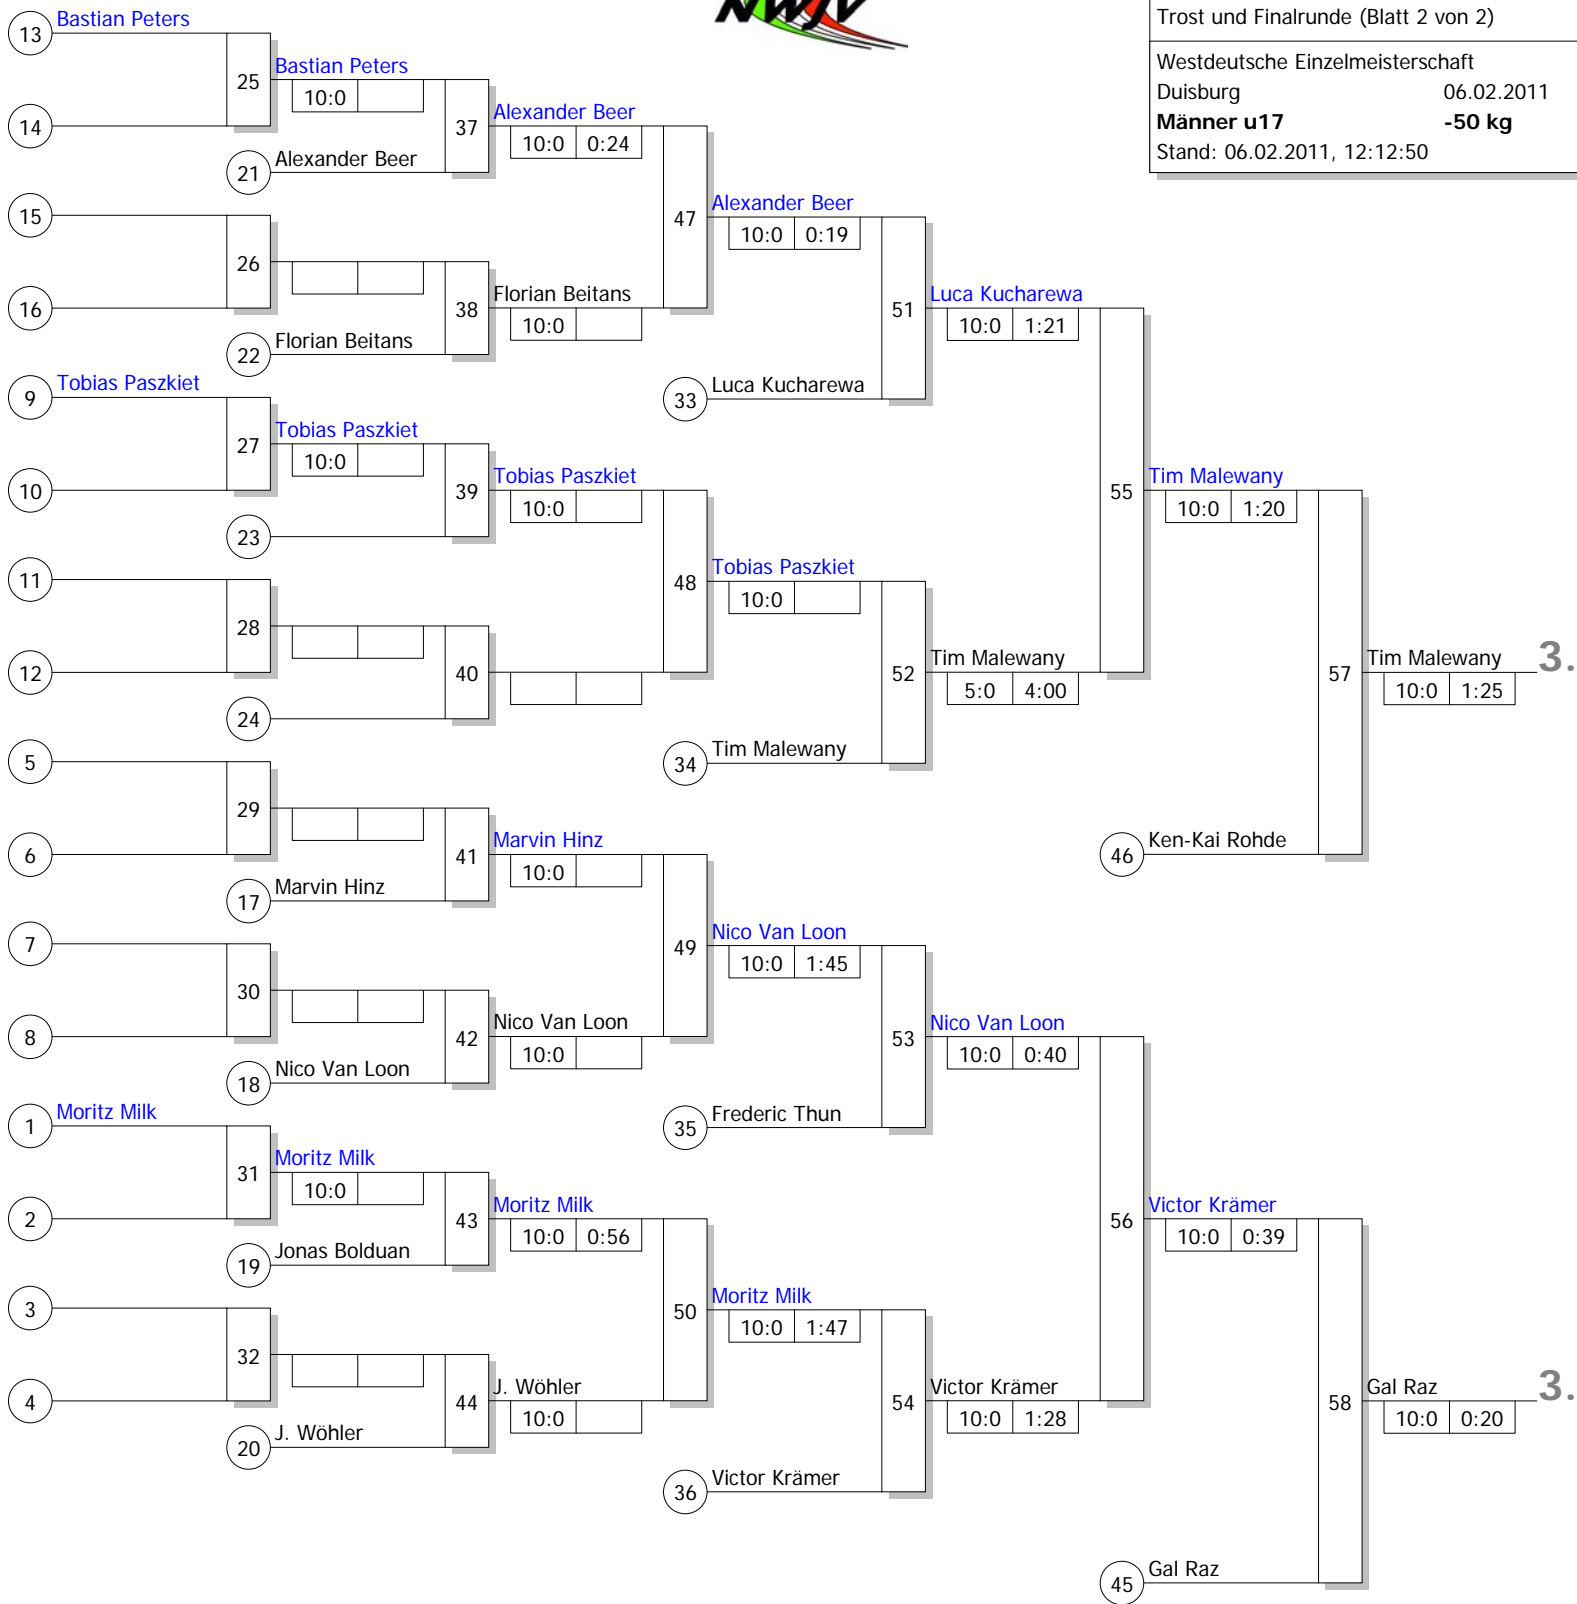 NWJV
Trost und Finalrunde (Blatt 2 von 2)
Westdeutsche Einzelmeisterschaft
Duisburg 06.02.2011
Männer u17 -50 kg
Stand: 06.02.2011, 12:12:50
13 Bastian Peters
25 Bastian Peters
10:0
14
37 Alexander Beer
10:0 0:24
21 Alexander Beer
15
47 Alexander Beer
10:0 0:19
26
16
38 Florian Beitans
10:0
22 Florian Beitans
51 Luca Kucharewa
10:0 1:21
33 Luca Kucharewa
9 Tobias Paszkiet
27 Tobias Paszkiet
10:0
10
39 Tobias Paszkiet
10:0
23
55 Tim Malewany
10:0 1:20
11
48 Tobias Paszkiet
10:0
28
12
40
24
52 Tim Malewany
5:0 4:00
34 Tim Malewany
57 Tim Malewany 3.
10:0 1:25
5
29
6
41 Marvin Hinz
10:0
17 Marvin Hinz
46 Ken-Kai Rohde
7
49 Nico Van Loon
10:0 1:45
30
8
42 Nico Van Loon
10:0
18 Nico Van Loon
53 Nico Van Loon
10:0 0:40
35 Frederic Thun
1 Moritz Milk
31 Moritz Milk
10:0
2
43 Moritz Milk
10:0 0:56
19 Jonas Bolduan
56 Victor Krämer
10:0 0:39
3
50 Moritz Milk
10:0 1:47
32
4
44 J. Wöhler
10:0
20 J. Wöhler
54 Victor Krämer
10:0 1:28
36 Victor Krämer
58 Gal Raz 3.
10:0 0:20
45 Gal Raz